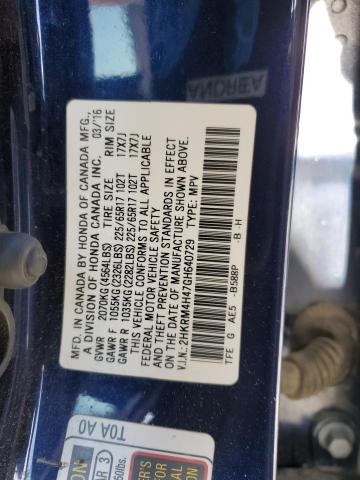 MFD. IN CANADA BY HONDA OF CANADA MFG.,
A DIVISION OF HONDA CANADA INC. 03/'16
GVWR 2070KG(4564LBS) TIRE SIZE RIM SIZE
GAWR F 1055KG(2326LBS) 225/65R17 102T 17X7J
GAWR R 1035KG(2282LBS) 225/65R17 102T 17X7J
THIS VEHICLE CONFORMS TO ALL APPLICABLE
FEDERAL MOTOR VEHICLE SAFETY
AND THEFT PREVENTION STANDARDS IN EFFECT
ON THE DATE OF MANUFACTURE SHOWN ABOVE.
V.I.N.: 2HKRM4H47GH640729 TYPE: MPV
TFE G AE5 -B588P -B -H
ANDREA
T0A A0